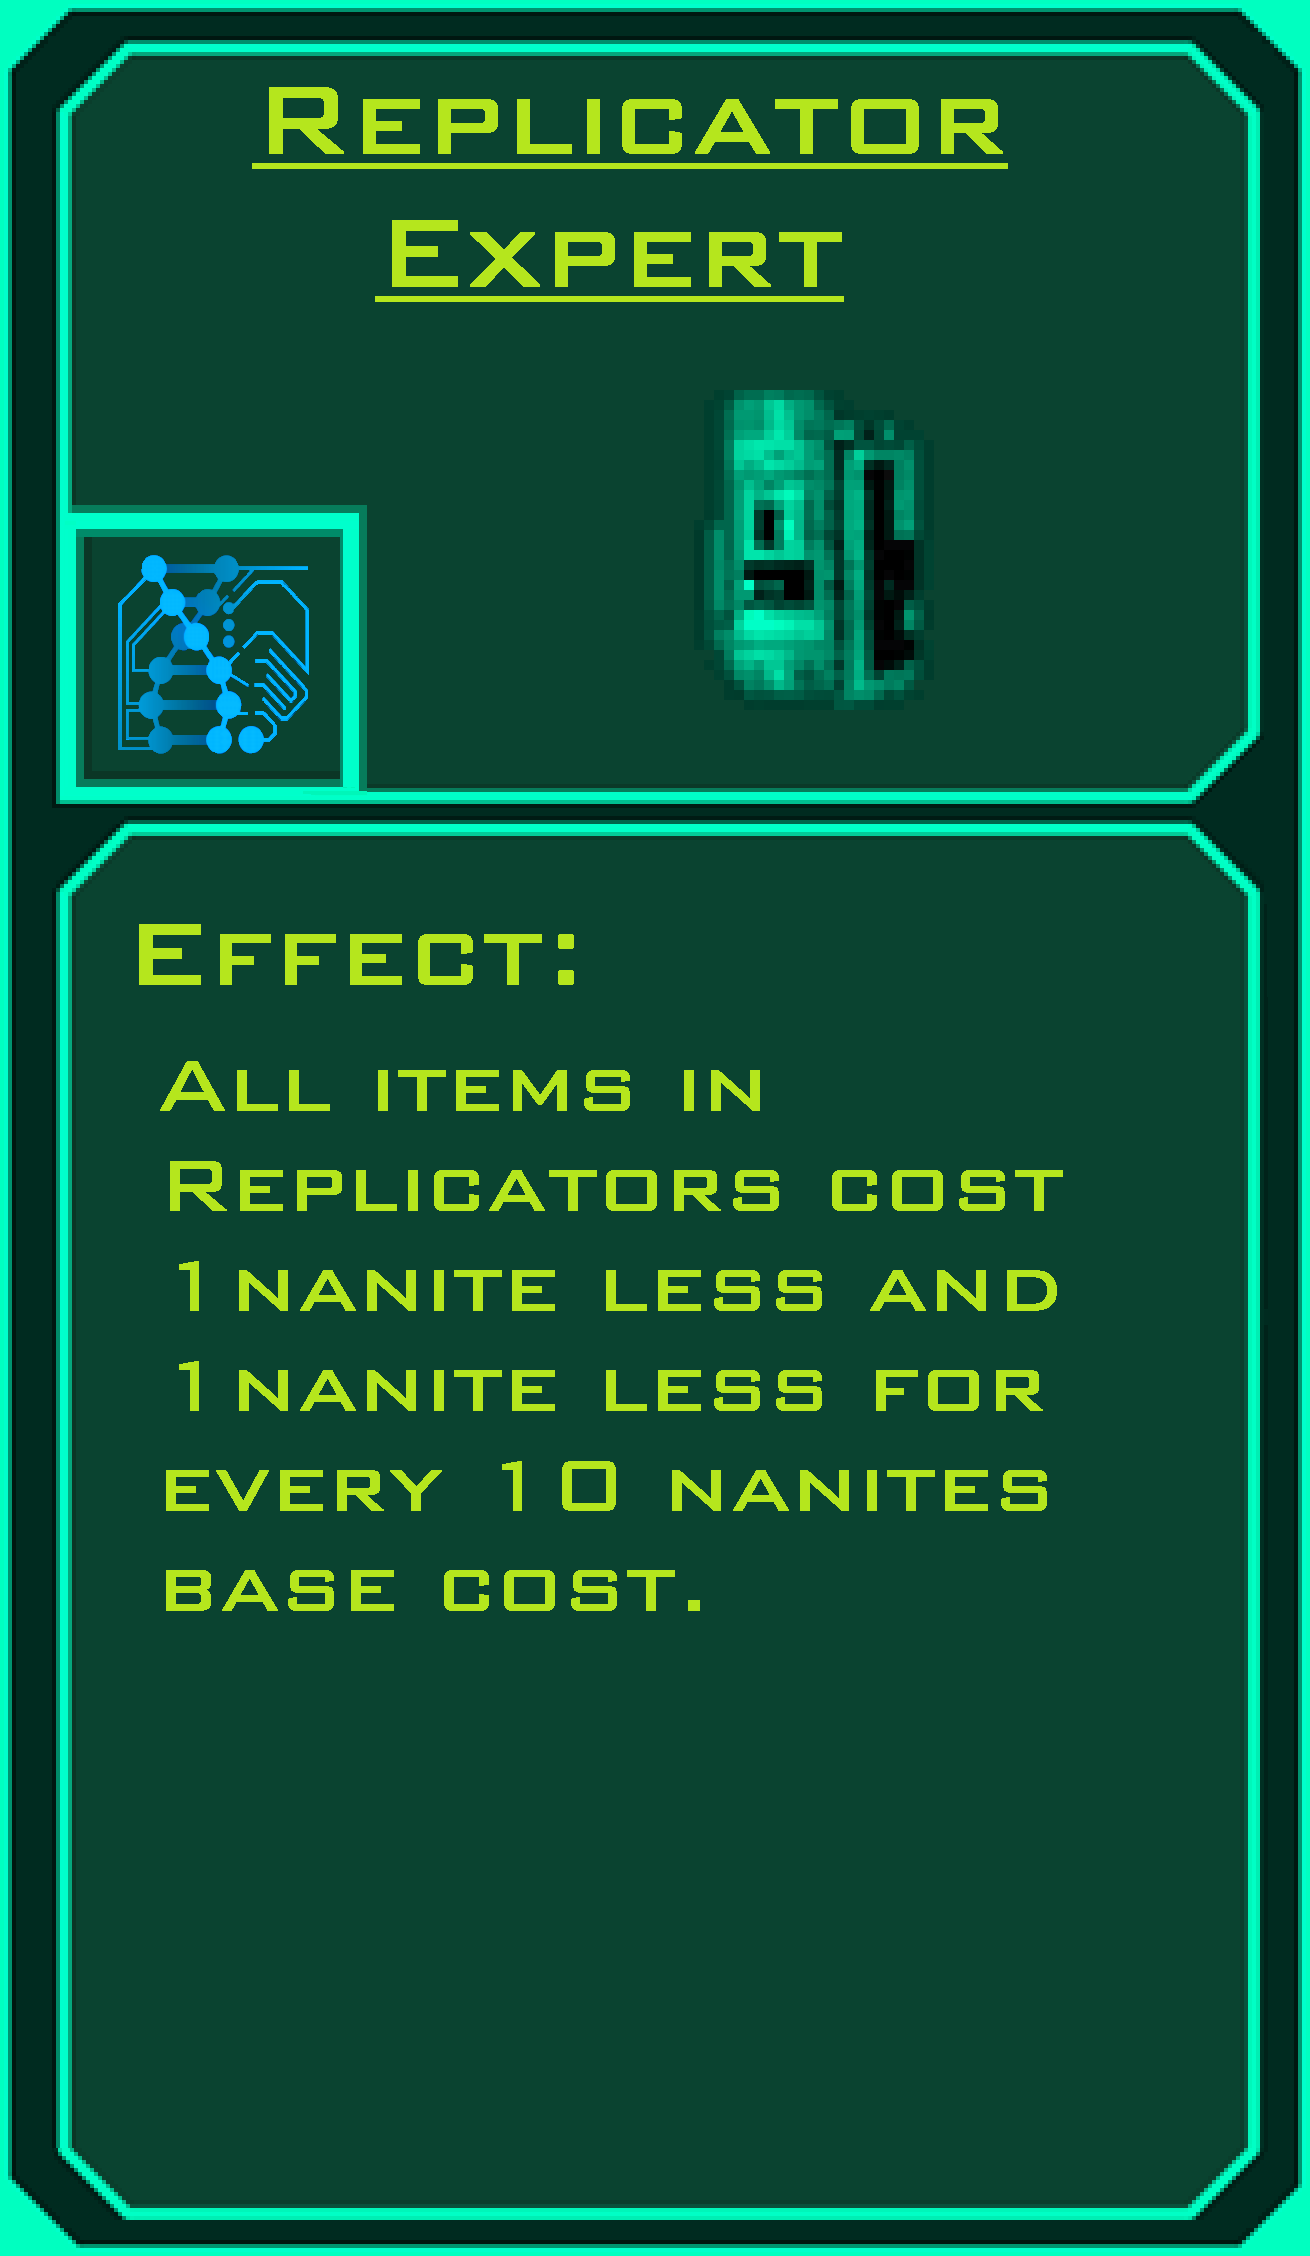 Replicator
Expert
Effect:
All items in
Replicators cost
1 nanite less and
1 nanite less for
every 10 nanites
base cost.